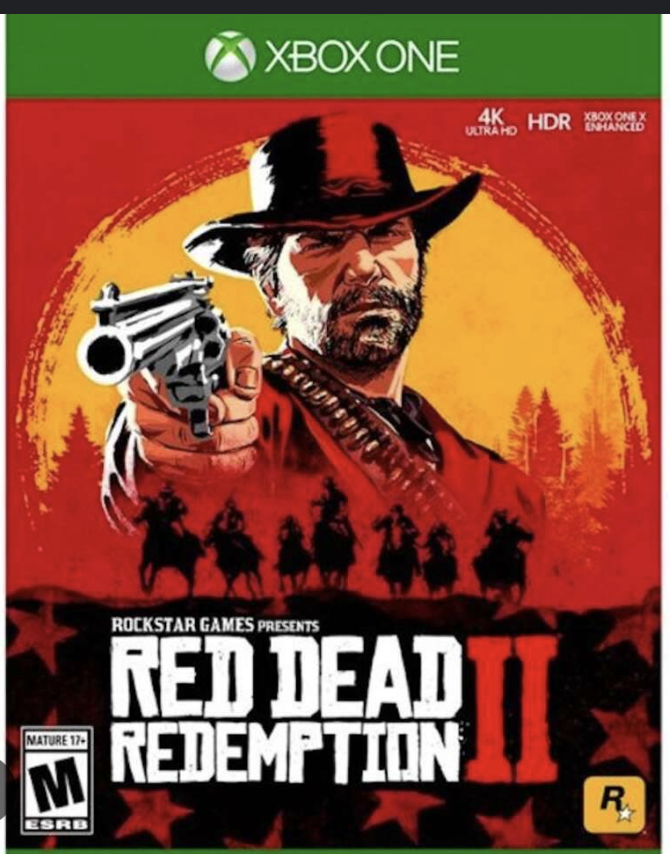 XBOX ONE
4K
ULTRA HD
HDR
XBOX ONE X
ENHANCED
ROCKSTAR GAMES PRESENTS
RED DEAD
REDEMPTION II
MATURE 17+
M
ESRB
R